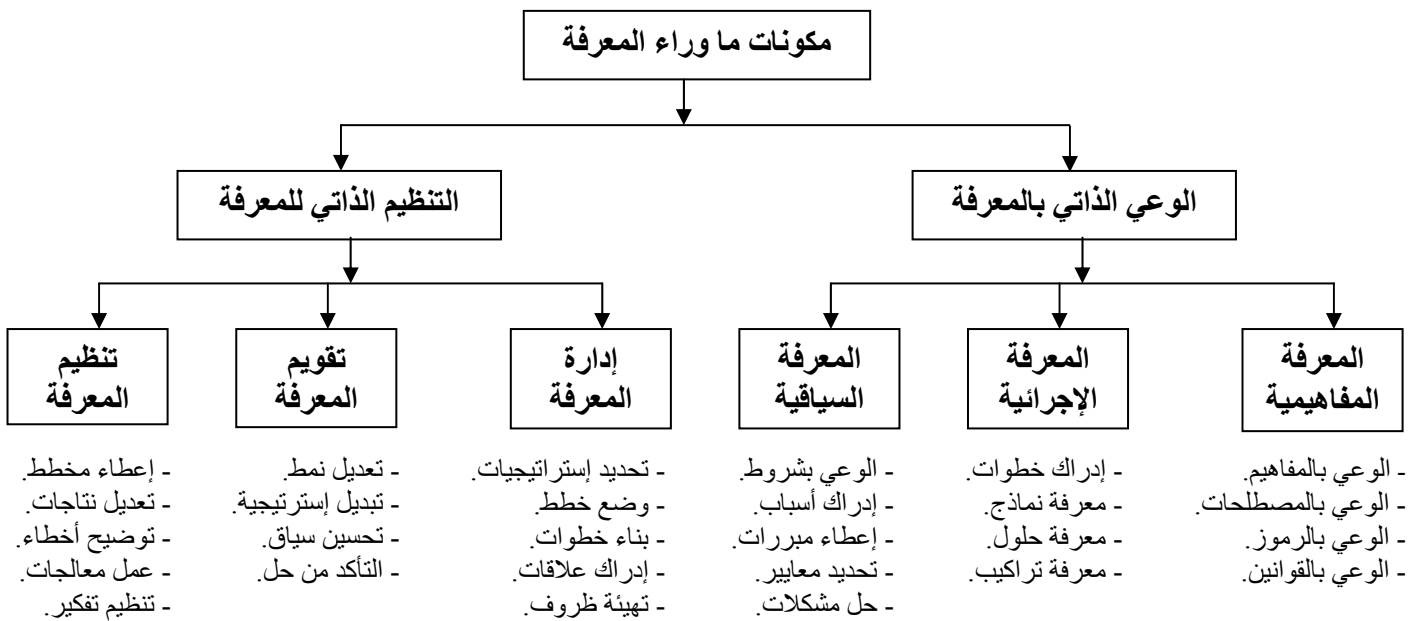 مكونات ما وراء المعرفة
الوعي الذاتي بالمعرفة
التنظيم الذاتي للمعرفة
المعرفة
المفاهيمية
المعرفة
الإجرائية
المعرفة
السياقية
إدارة
المعرفة
تقويم
المعرفة
تنظيم
المعرفة
- الوعي بالمفاهيم.
- الوعي بالمصطلحات.
- الوعي بالرموز.
- الوعي بالقوانين.
- إدراك خطوات.
- معرفة نماذج.
- معرفة حلول.
- معرفة تراكيب.
- الوعي بشروط.
- إدراك أسباب.
- إعطاء مبررات.
- تحديد معايير.
- حل مشكلات.
- تحديد إستراتيجيات.
- وضع خطط.
- بناء خطوات.
- إدراك علاقات.
- تهيئة ظروف.
- تعديل نمط.
- تبديل إستراتيجية.
- تحسين سياق.
- التأكد من حل.
- إعطاء مخطط.
- تعديل نتاجات.
- توضيح أخطاء.
- عمل معالجات.
- تنظيم تفكير.